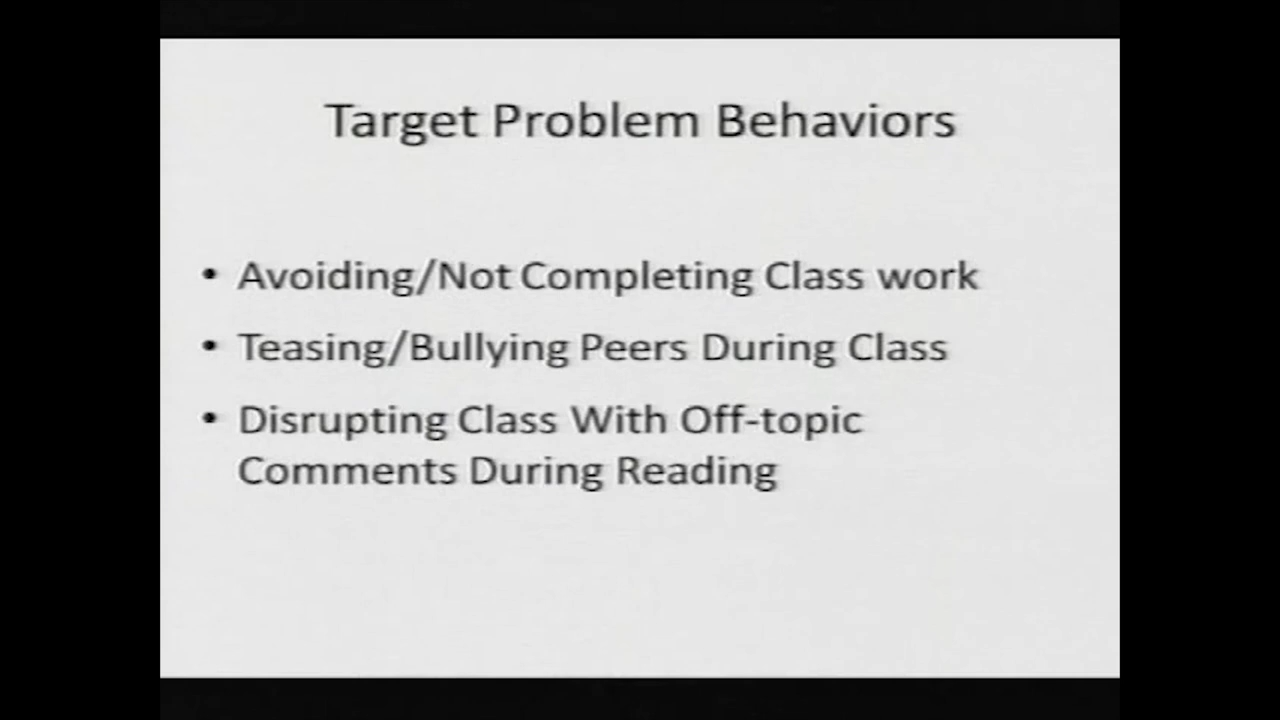 Target Problem Behaviors
• Avoiding/Not Completing Class work
• Teasing/Bullying Peers During Class
• Disrupting Class With Off-topic
Comments During Reading